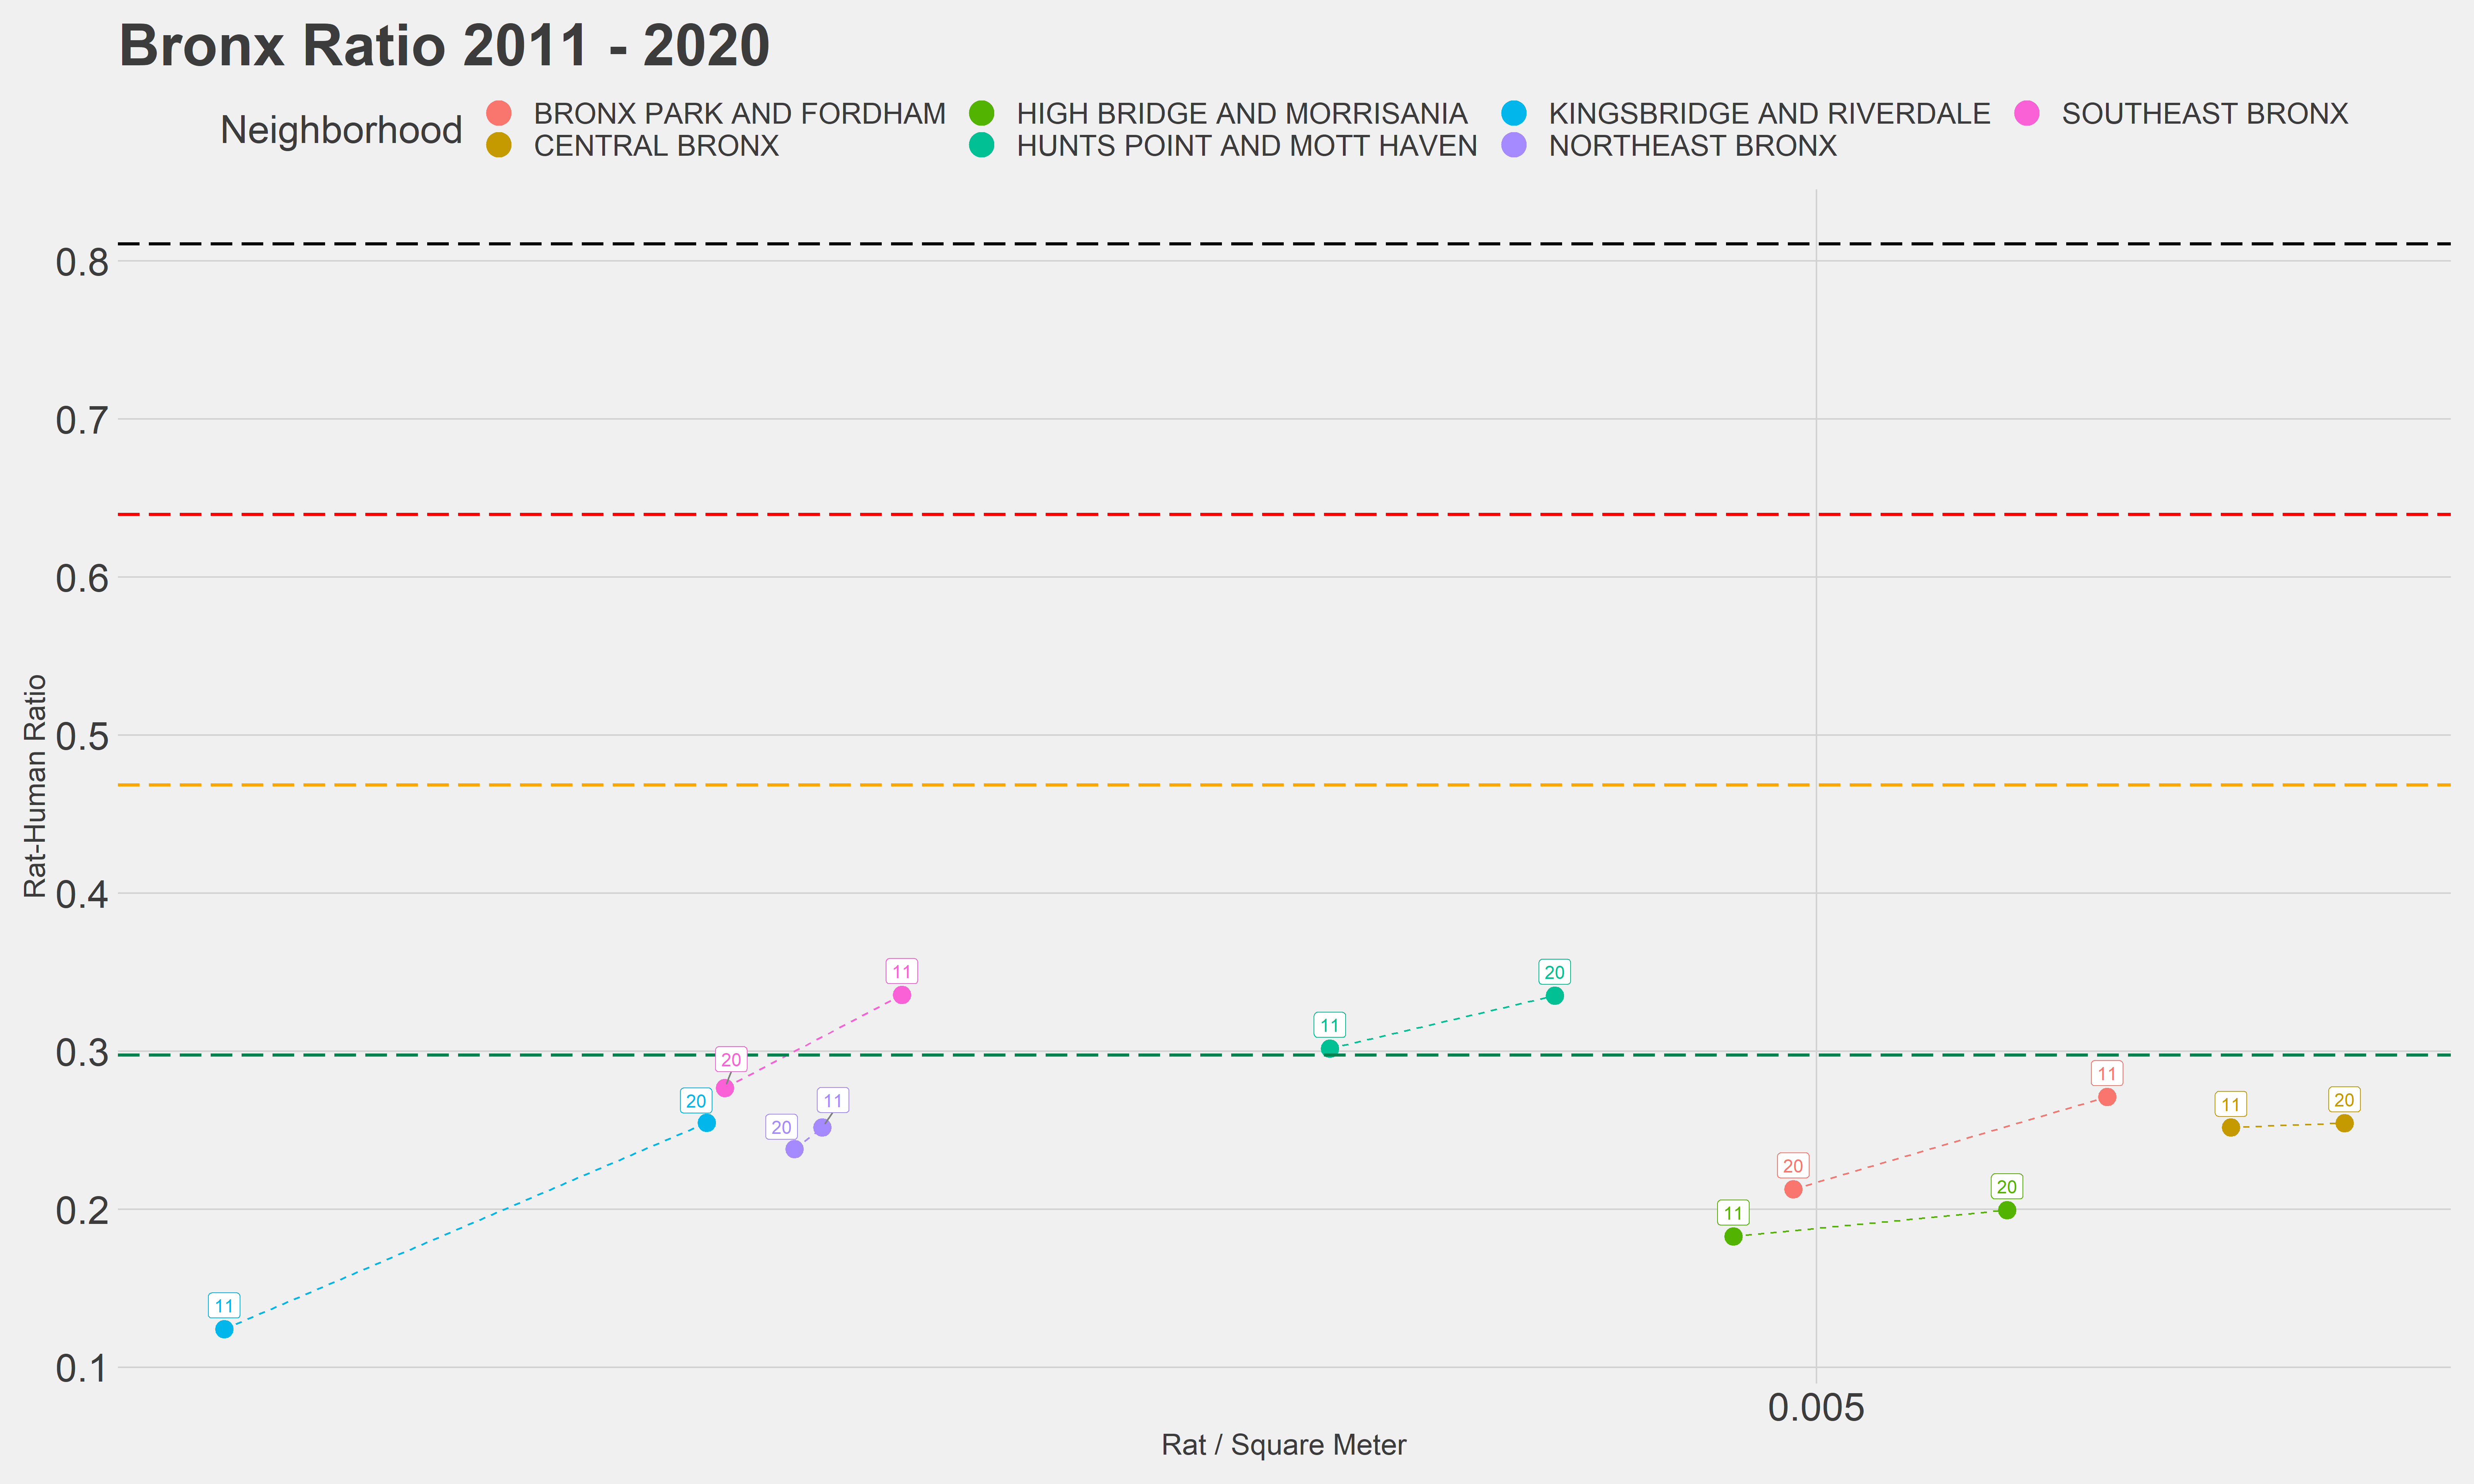 Bronx Ratio 2011 - 2020
Neighborhood
BRONX PARK AND FORDHAM
HIGH BRIDGE AND MORRISANIA
KINGSBRIDGE AND RIVERDALE
SOUTHEAST BRONX
CENTRAL BRONX
HUNTS POINT AND MOTT HAVEN
NORTHEAST BRONX
0.8
0.7
0.6
0.5
0.4
0.3
0.2
0.1
Rat-Human Ratio
11
20
11
20
20
11
20
11
20
11
20
11
20
11
0.005
Rat / Square Meter